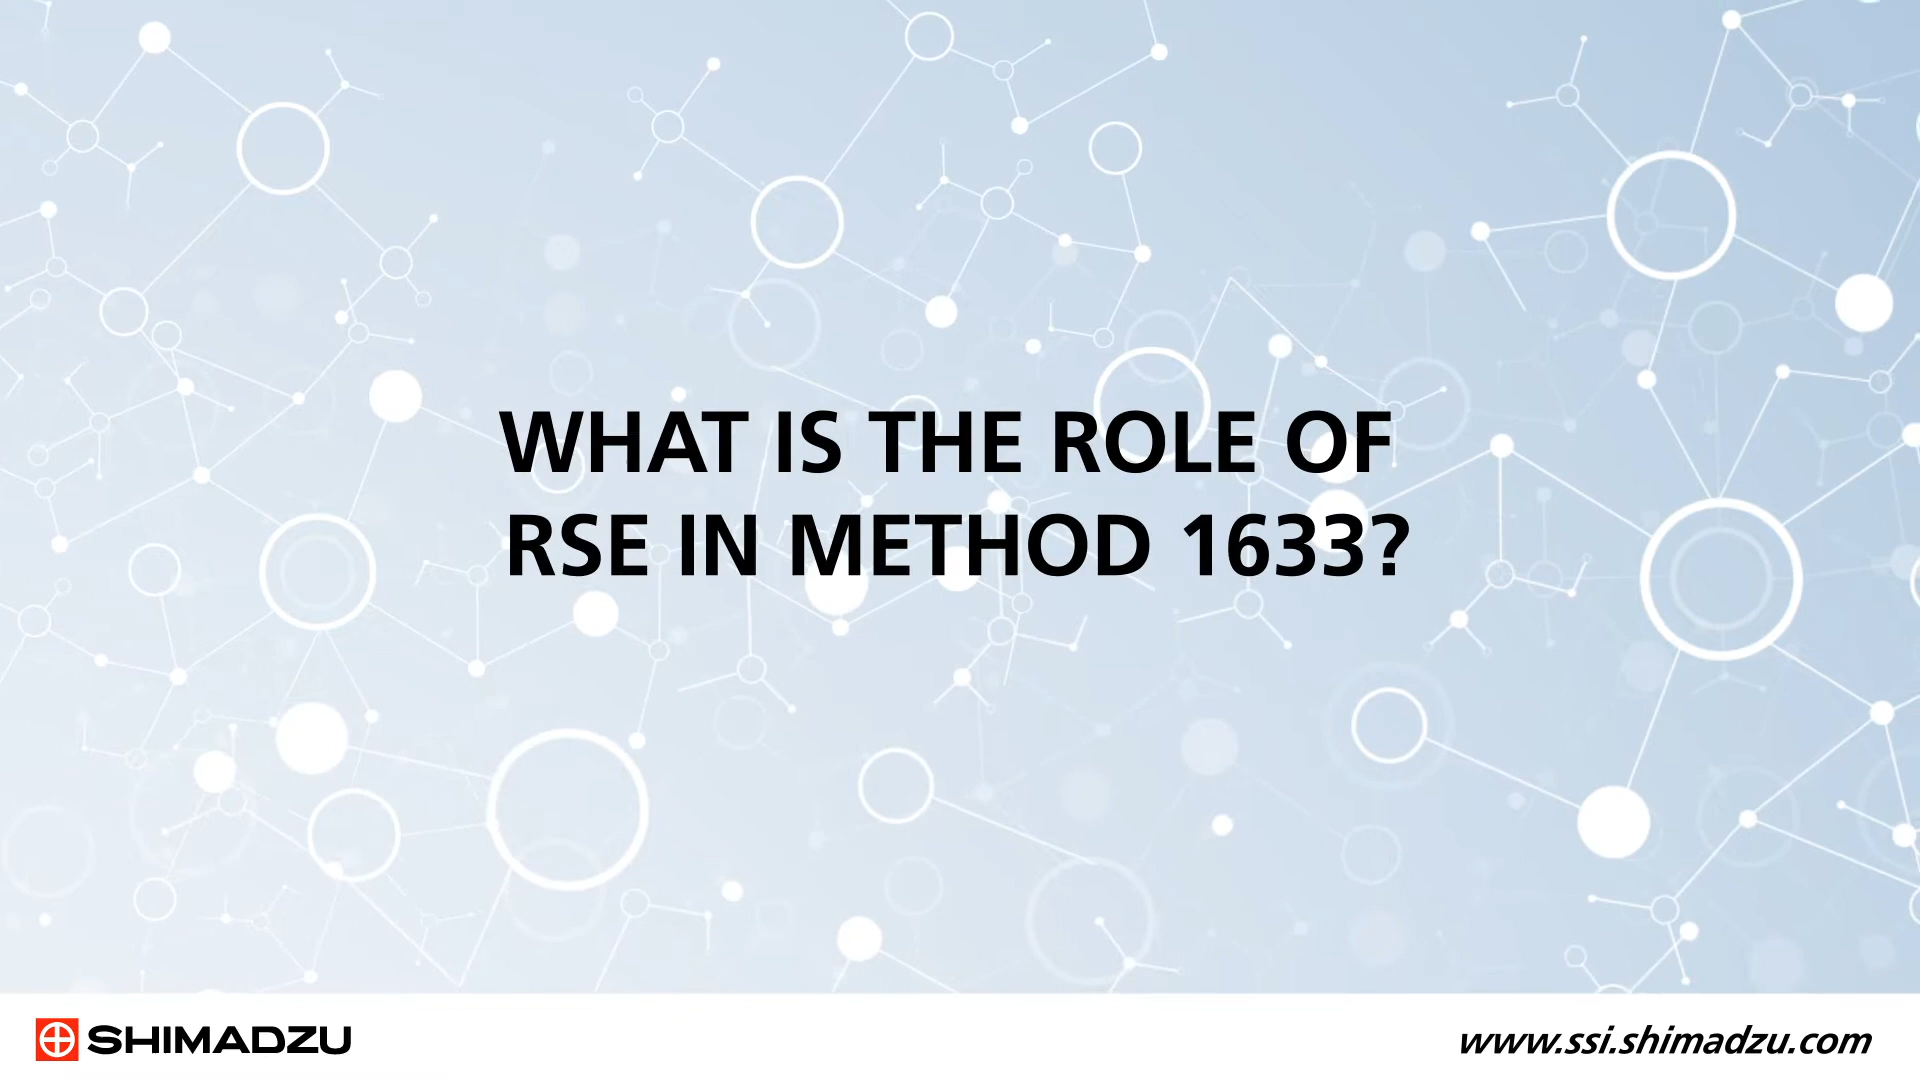 WHAT IS THE ROLE OF
RSE IN METHOD 1633?
SHIMADZU
www.ssi.shimadzu.com